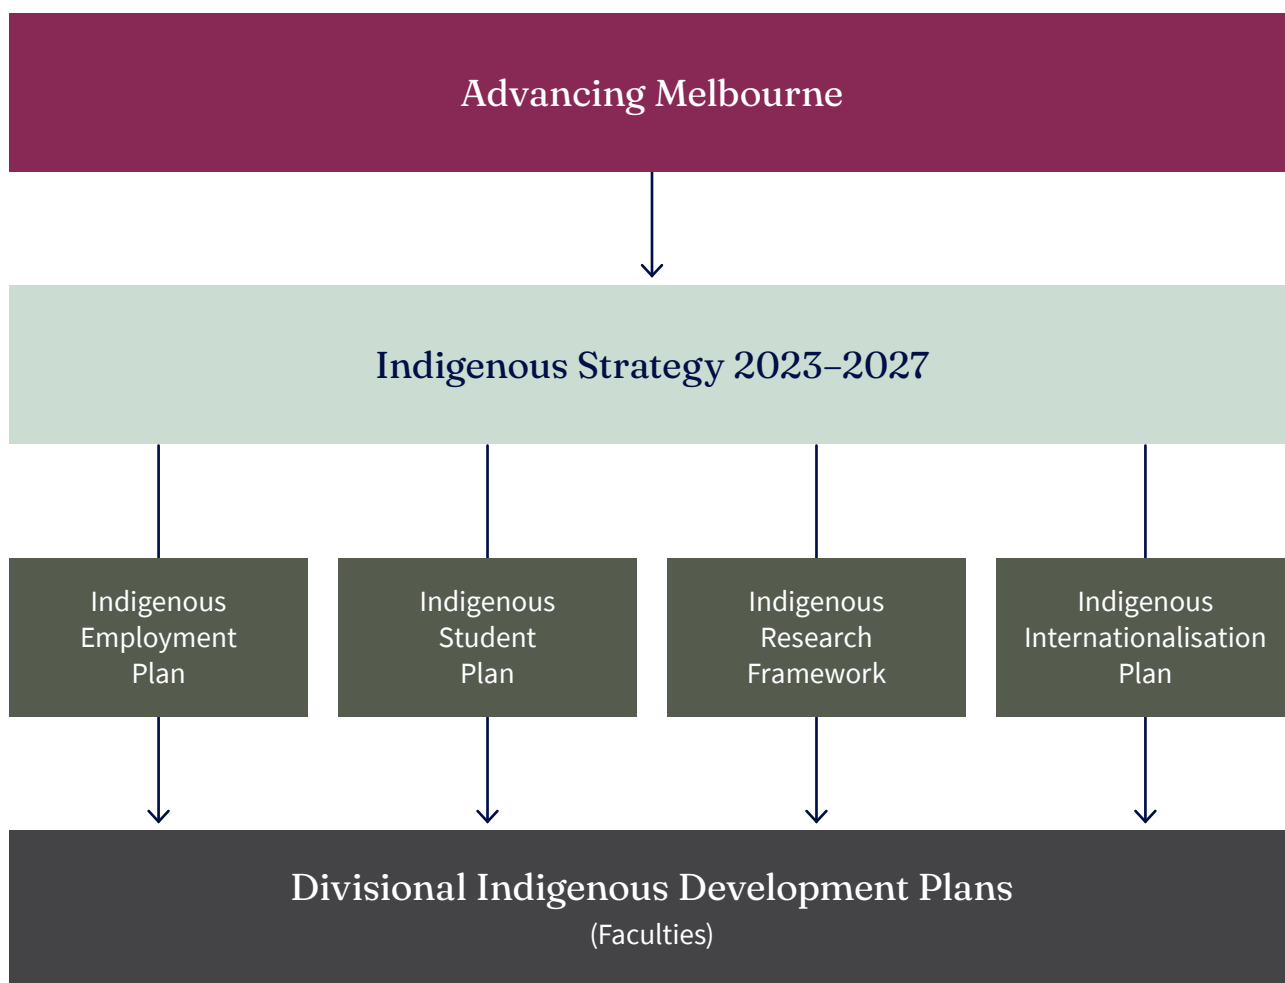 Advancing Melbourne
Indigenous Strategy 2023–2027
Indigenous
Employment
Plan
Indigenous
Student
Plan
Indigenous
Research
Framework
Indigenous
Internationalisation
Plan
Divisional Indigenous Development Plans
(Faculties)